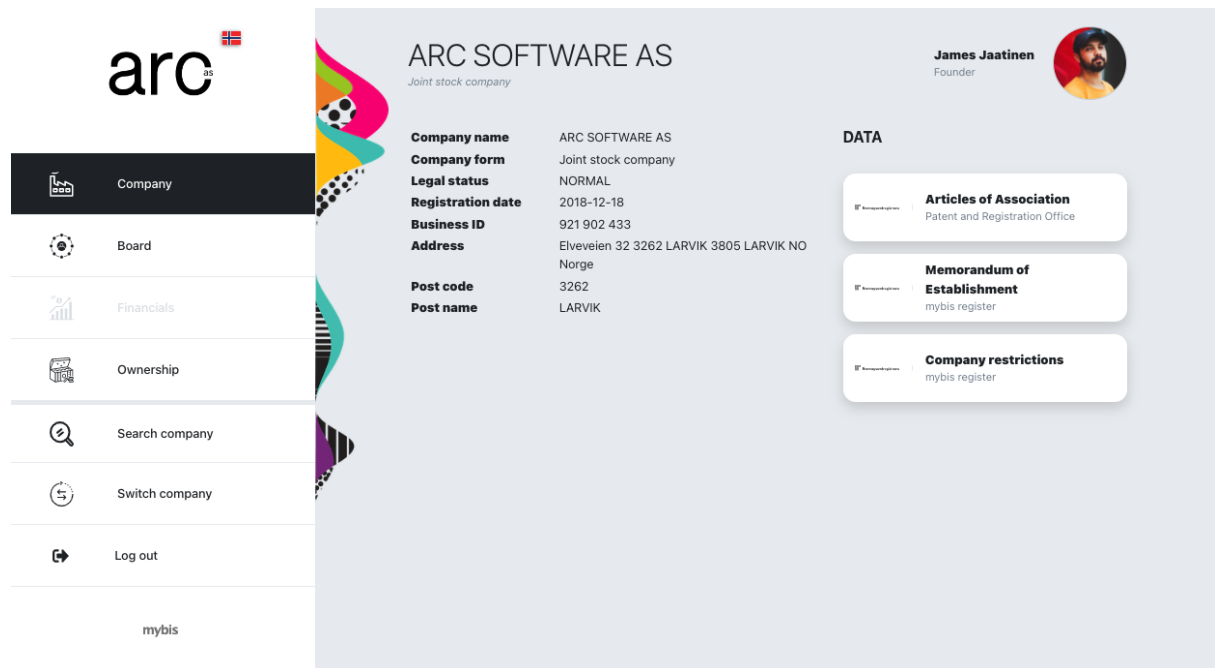 arc
as
Company
Board
Financials
Ownership
Search company
Switch company
Log out
mybis
ARC SOFTWARE AS
Joint stock company
James Jaatinen
Founder
Company name ARC SOFTWARE AS
Company form Joint stock company
Legal status NORMAL
Registration date 2018-12-18
Business ID 921 902 433
Address Elveveien 32 3262 LARVIK 3805 LARVIK NO
Norge
Post code 3262
Post name LARVIK
DATA
Articles of Association
Patent and Registration Office
Memorandum of
Establishment
mybis register
Company restrictions
mybis register